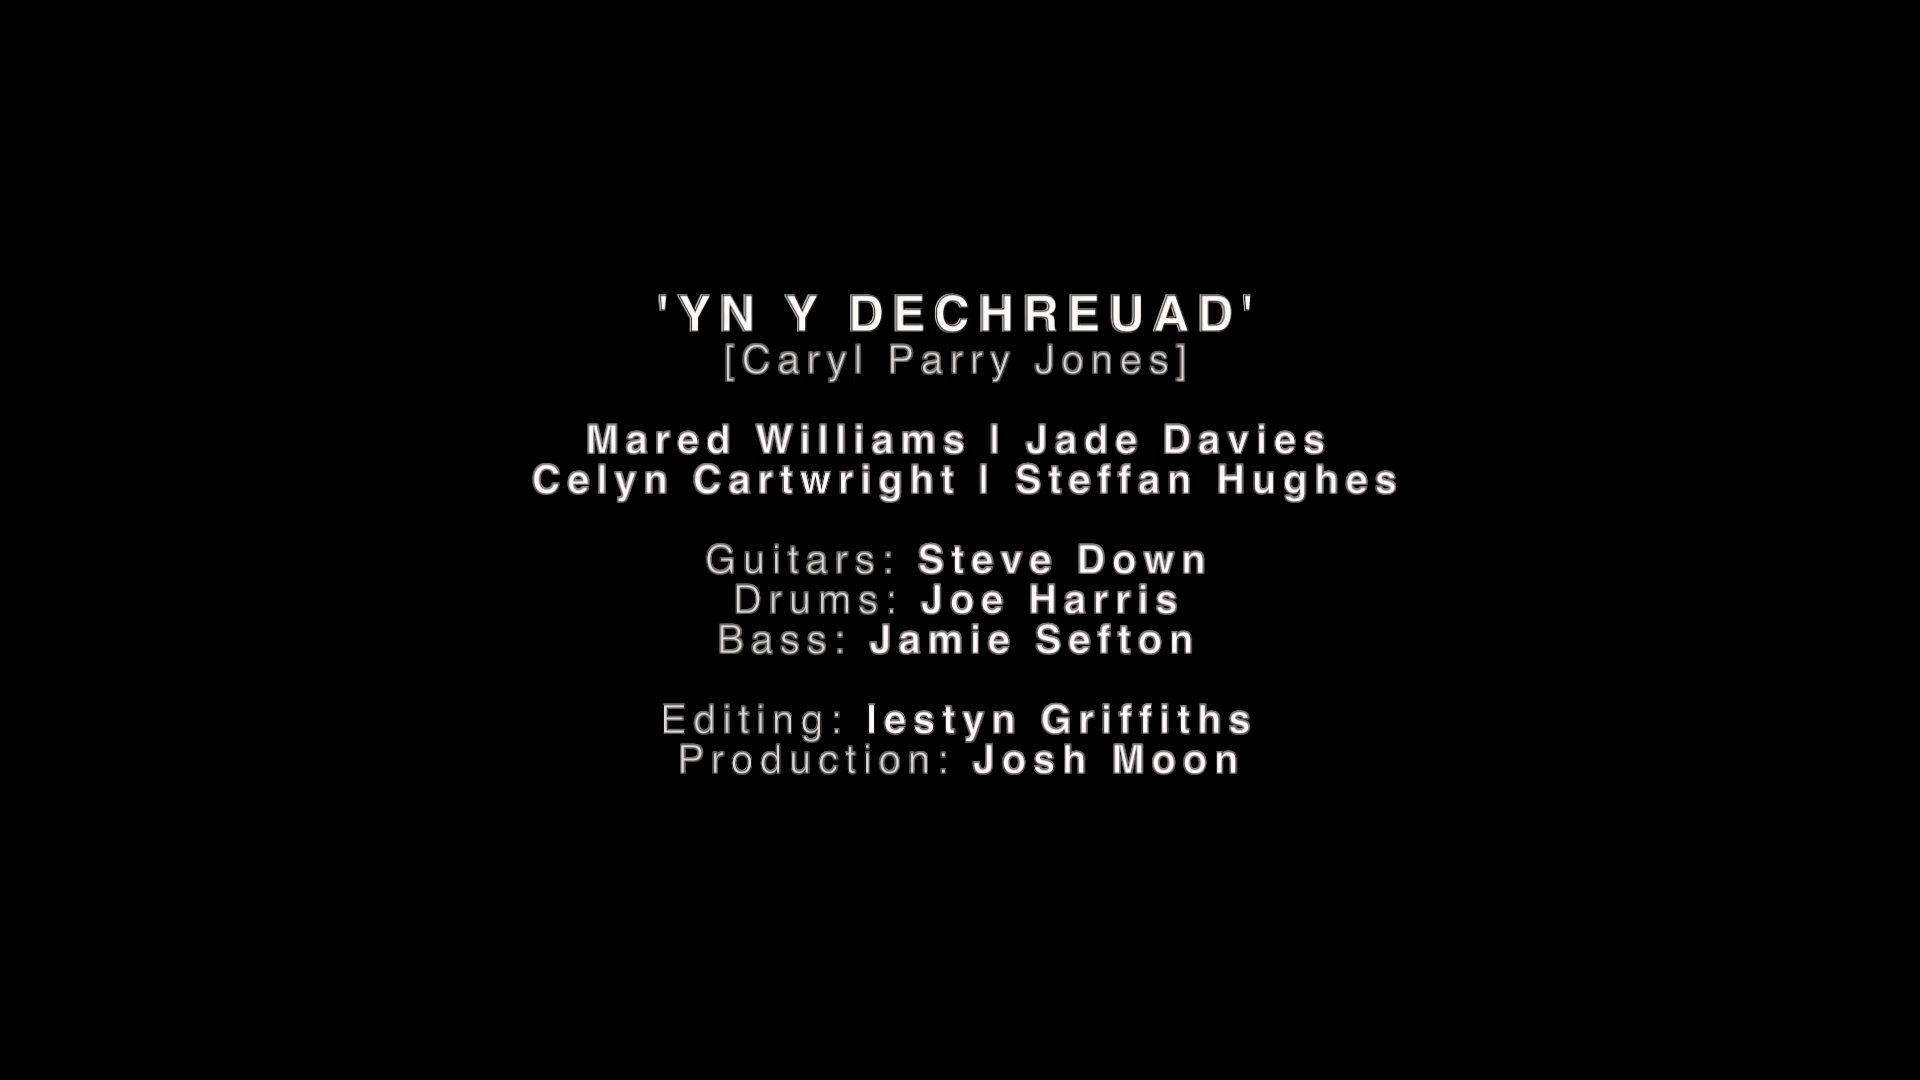 'YN Y DECHREUAD'
[Caryl Parry Jones]
Mared Williams | Jade Davies
Celyn Cartwright | Steffan Hughes
Guitars: Steve Down
Drums: Joe Harris
Bass: Jamie Sefton
Editing: Iestyn Griffiths
Production: Josh Moon